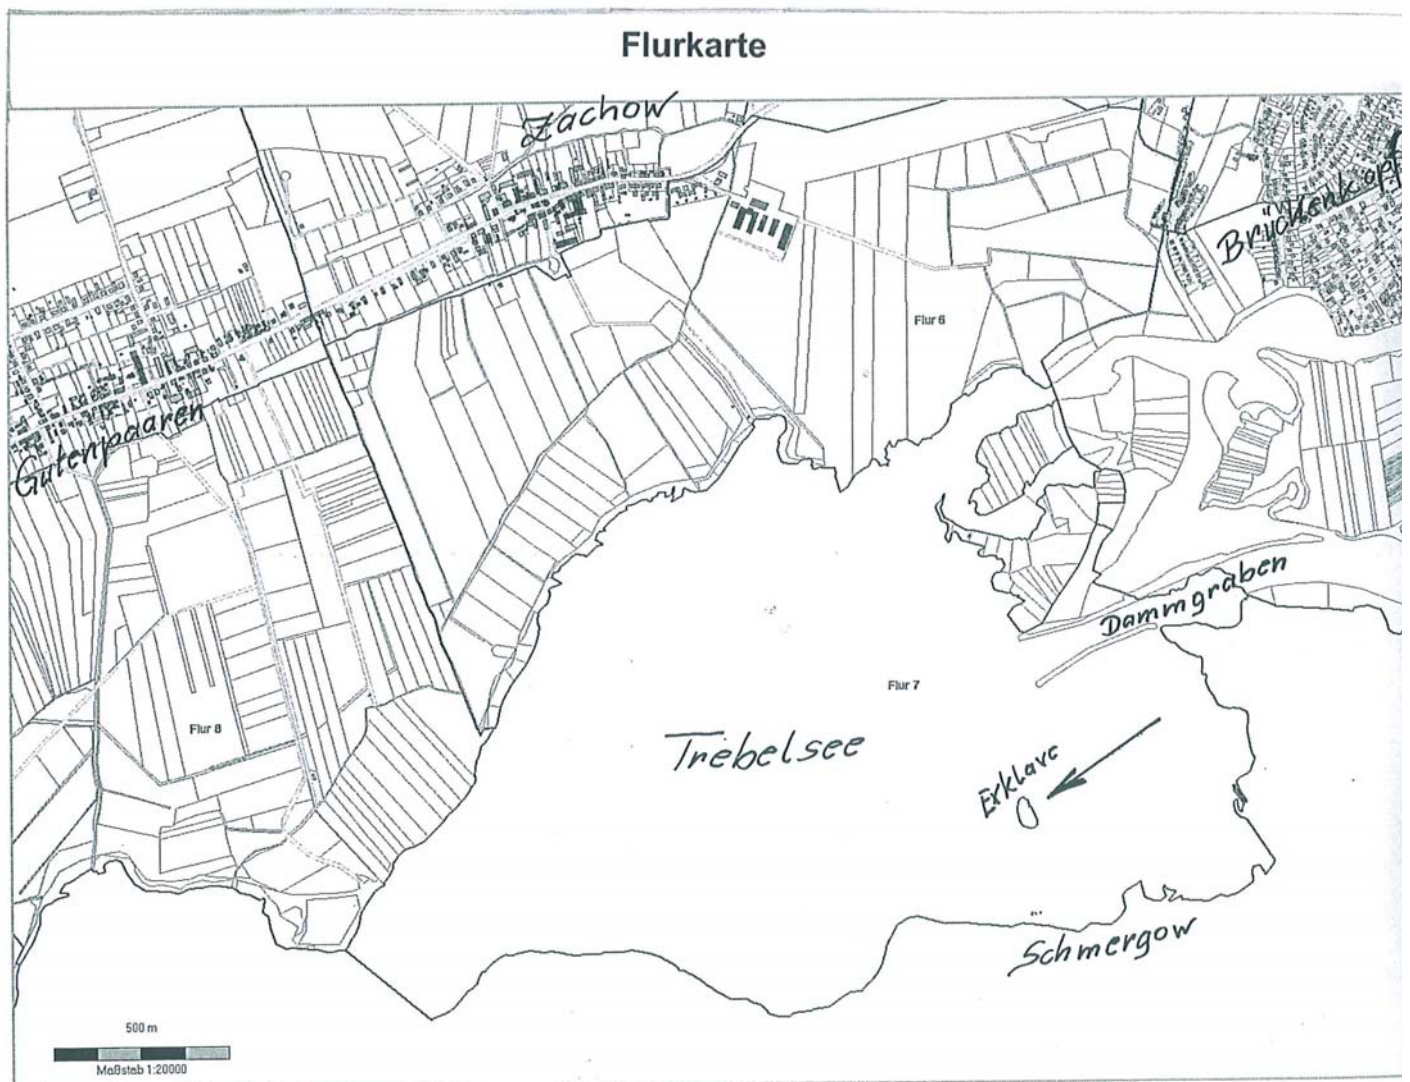 Flurkarte
Zachow
Brückenkopf
Flur 6
Gutenpaaren
Dammgraben
Flur 7
Flur 8
Trebelsee
Exklave
Schmergow
500 m
Maßstab 1:20000